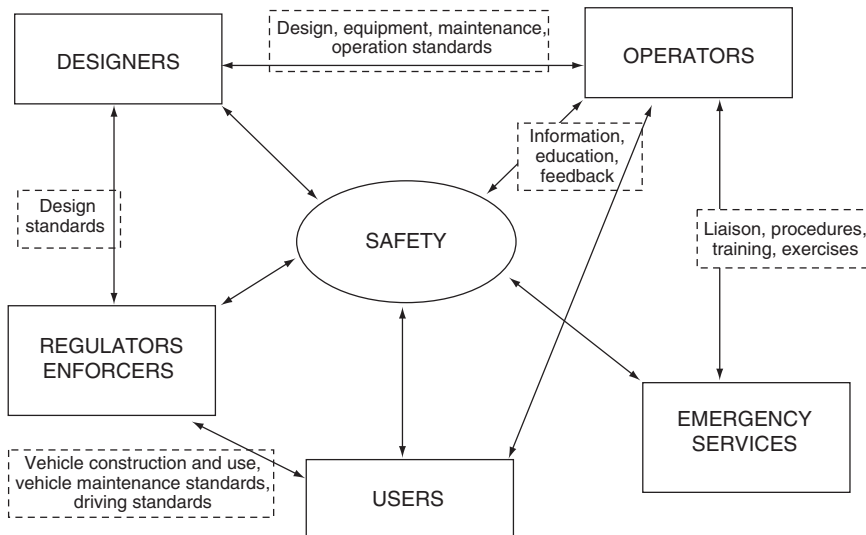 Design, equipment, maintenance,
operation standards
DESIGNERS
OPERATORS
Information,
education,
feedback
Design
standards
SAFETY
Liaison, procedures,
training, exercises
REGULATORS
ENFORCERS
EMERGENCY
SERVICES
Vehicle construction and use,
vehicle maintenance standards,
driving standards
USERS